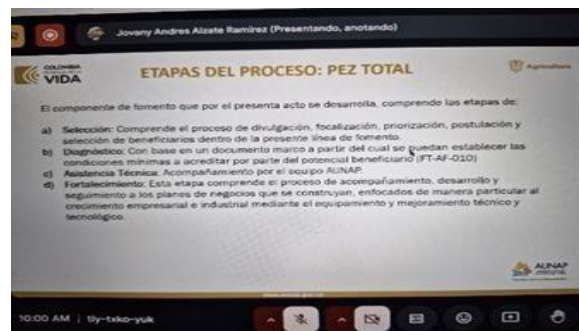 Jovany Andres Alzate Ramirez (Presentando, anotando)
COLOMBIA
VIDA
ETAPAS DEL PROCESO: PEZ TOTAL
Agricultura
El componente de fomento que por el presenta acto se desarrolla, comprende las etapas de:
a) Selección: Comprende el proceso de divulgación, focalización, priorización, postulación y
selección de beneficiarios dentro de la presente línea de fomento.
b) Diagnóstico: Con base en un documento marco a partir del cual se puedan establecer las
condiciones mínimas a acreditar por parte del potencial beneficiario (FT-AF-010)
c) Asistencia Técnica: Acompañamiento por el equipo AUNAP.
d) Fortalecimiento: Esta etapa comprende el proceso de acompañamiento, desarrollo y
seguimiento a los planes de negocios que se construyan, enfocados de manera particular al
crecimiento empresarial e industrial mediante el equipamiento y mejoramiento técnico y
tecnológico.
AUNAP
10:00 AM | tly-txko-yuk